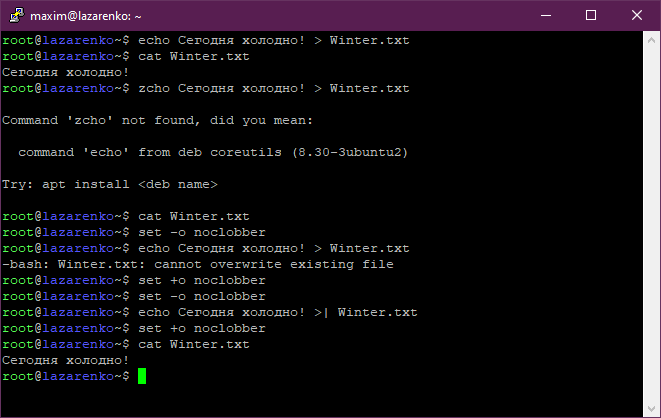 maxim@lazarenko: ~
root@lazarenko~$ echo Сегодня холодно! > Winter.txt
root@lazarenko~$ cat Winter.txt
Сегодня холодно!
root@lazarenko~$ zcho Сегодня холодно! > Winter.txt
Command 'zcho' not found, did you mean:
command 'echo' from deb coreutils (8.30-3ubuntu2)
Try: apt install <deb name>
root@lazarenko~$ cat Winter.txt
root@lazarenko~$ set -o noclobber
root@lazarenko~$ echo Сегодня холодно! > Winter.txt
-bash: Winter.txt: cannot overwrite existing file
root@lazarenko~$ set +o noclobber
root@lazarenko~$ set -o noclobber
root@lazarenko~$ echo Сегодня холодно! >| Winter.txt
root@lazarenko~$ set +o noclobber
root@lazarenko~$ cat Winter.txt
Сегодня холодно!
root@lazarenko~$